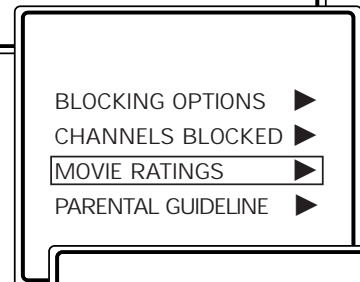 BLOCKING OPTIONS ▶
CHANNELS BLOCKED ▶
MOVIE RATINGS ▶
PARENTAL GUIDELINE ▶